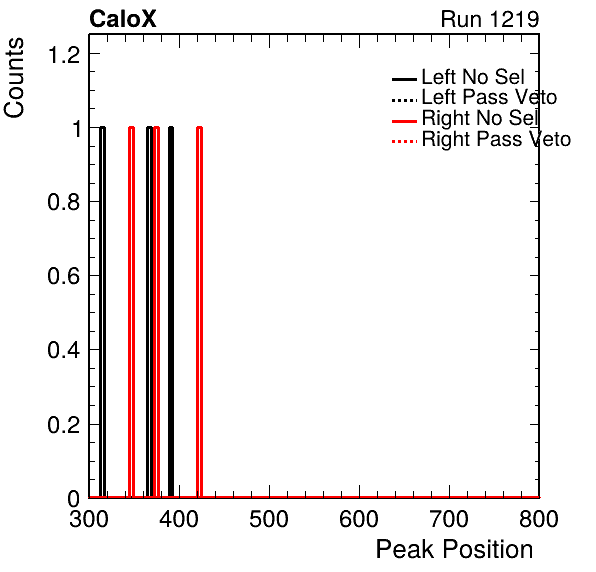 CaloX Run 1219
Counts
1.2
1
0.8
0.6
0.4
0.2
0
Left No Sel
Left Pass Veto
Right No Sel
Right Pass Veto
300 400 500 600 700 800
Peak Position